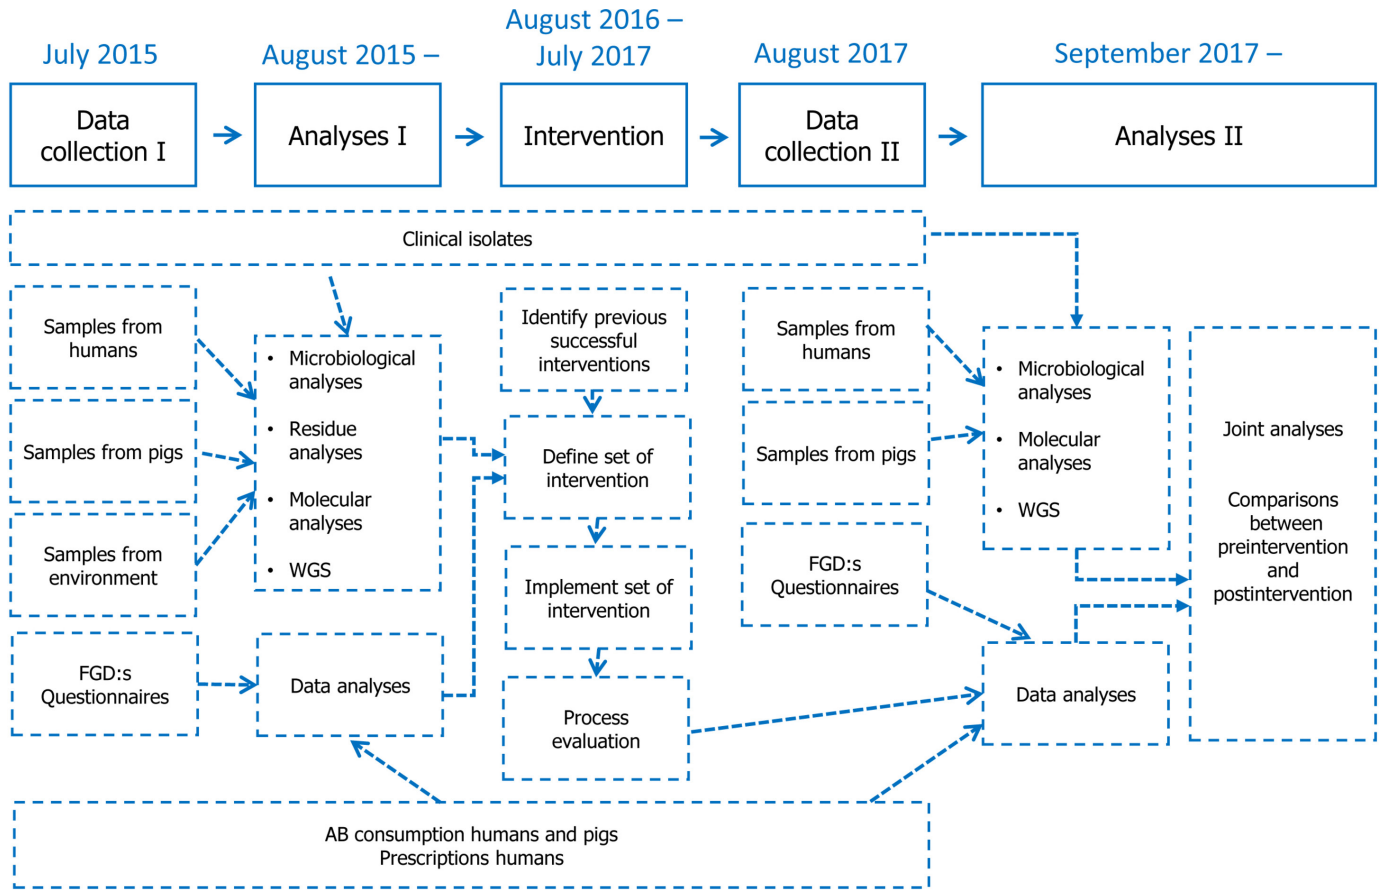 July 2015
August 2015 –
August 2016 –
July 2017
August 2017
September 2017 –
Data
collection I
Analyses I
Intervention
Data
collection II
Analyses II
Clinical isolates
Samples from
humans
Samples from pigs
Samples from
environment
FGD:s
Questionnaires
• Microbiological
analyses
• Residue
analyses
• Molecular
analyses
• WGS
Data analyses
Identify previous
successful
interventions
Define set of
intervention
Implement set of
intervention
Process
evaluation
Samples from
humans
Samples from pigs
FGD:s
Questionnaires
• Microbiological
analyses
• Molecular
analyses
• WGS
Data analyses
Joint analyses
Comparisons
between
preintervention
and
postintervention
AB consumption humans and pigs
Prescriptions humans